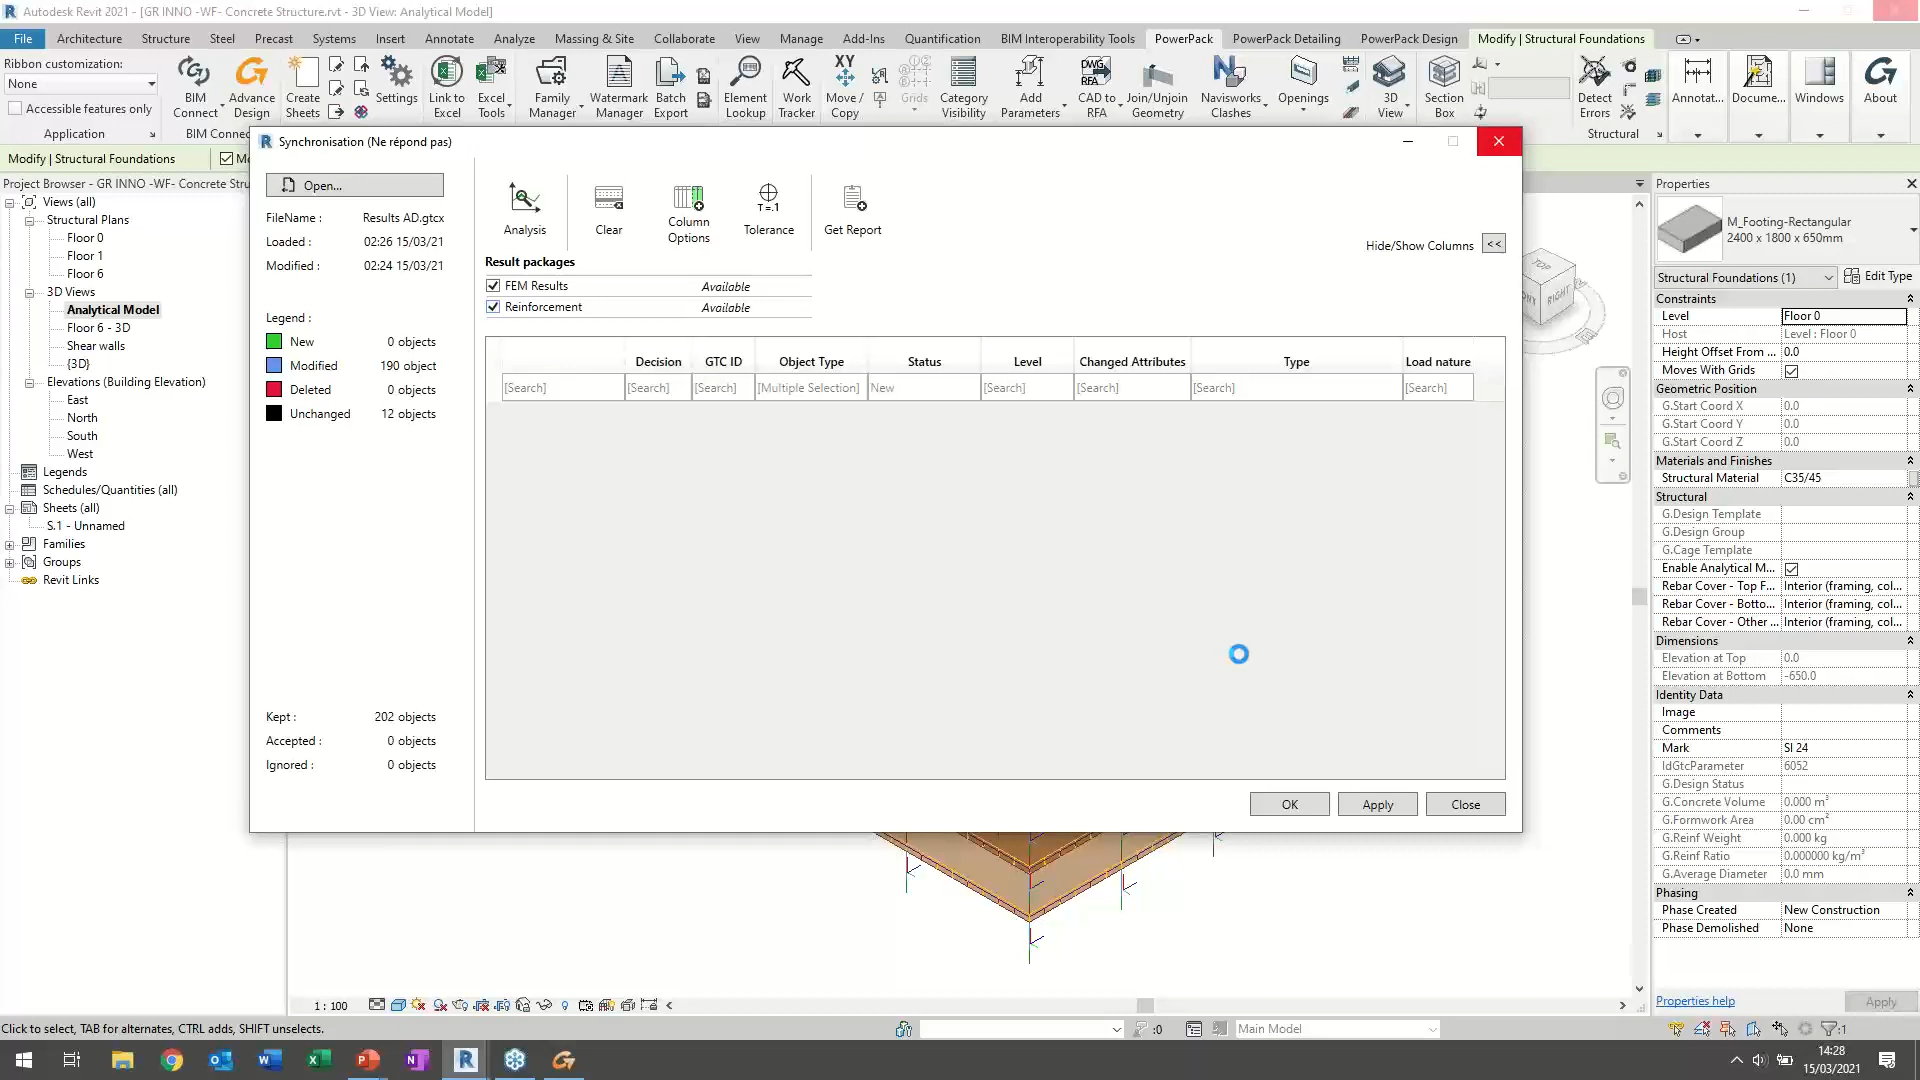 Autodesk Revit 2021 - [GR INNO -WF- Concrete Structure.rvt - 3D View: Analytical Model]
File Architecture Structure Steel Precast Systems Insert Annotate Analyze Massing & Site Collaborate View Manage Add-Ins Quantification BIM Interoperability Tools PowerPack PowerPack Detailing PowerPack Design Modify | Structural Foundations
Ribbon customization:
None
Accessible features only
Application
BIM Connect
Advance Design
Create Sheets
Settings
Link to Excel
Excel Tools
Family Manager
Watermark Manager
Batch Export
Element Lookup
Work Tracker
XY
Move / Copy
Grids
Category Visibility
Add Parameters
DWG
RFA
CAD to RFA
Join/Unjoin Geometry
Navisworks Clashes
Openings
3D View
Section Box
Detect Errors
Annotat...
Docume...
Windows
About
BIM Conne
Structural
Modify | Structural Foundations
Project Browser - GR INNO -WF- Concrete Stru
Views (all)
Structural Plans
Floor 0
Floor 1
Floor 6
3D Views
Analytical Model
Floor 6 - 3D
Shear walls
{3D}
Elevations (Building Elevation)
East
North
South
West
Legends
Schedules/Quantities (all)
Sheets (all)
S.1 - Unnamed
Families
Groups
Revit Links
Synchronisation (Ne répond pas)
Open...
FileName : Results AD.gtcx
Loaded : 02:26 15/03/21
Modified : 02:24 15/03/21
Legend :
New 0 objects
Modified 190 object
Deleted 0 objects
Unchanged 12 objects
Kept : 202 objects
Accepted : 0 objects
Ignored : 0 objects
Analysis
Clear
Column Options
T =.1
Tolerance
Get Report
Hide/Show Columns <<
Result packages
FEM Results Available
Reinforcement Available
Decision GTC ID Object Type Status Level Changed Attributes Type Load nature
[Search] [Search] [Search] [Multiple Selection] New [Search] [Search] [Search] [Search]
OK Apply Close
TOP
RIGHT
Properties
M_Footing-Rectangular
2400 x 1800 x 650mm
Structural Foundations (1) Edit Type
Constraints
Level Floor 0
Host Level : Floor 0
Height Offset From ... 0.0
Moves With Grids
Geometric Position
G.Start Coord X 0.0
G.Start Coord Y 0.0
G.Start Coord Z 0.0
Materials and Finishes
Structural Material C35/45
Structural
G.Design Template
G.Design Group
G.Cage Template
Enable Analytical M...
Rebar Cover - Top F... Interior (framing, col...
Rebar Cover - Botto... Interior (framing, col...
Rebar Cover - Other ... Interior (framing, col...
Dimensions
Elevation at Top 0.0
Elevation at Bottom -650.0
Identity Data
Image
Comments
Mark SI 24
IdGtcParameter 6052
G.Design Status
G.Concrete Volume 0.000 m³
G.Formwork Area 0.00 cm²
G.Reinf Weight 0.000 kg
G.Reinf Ratio 0.000000 kg/m³
G.Average Diameter 0.0 mm
Phasing
Phase Created New Construction
Phase Demolished None
Properties help Apply
1 : 100
Click to select, TAB for alternates, CTRL adds, SHIFT unselects.
:0
Main Model
:1
14:28
15/03/2021